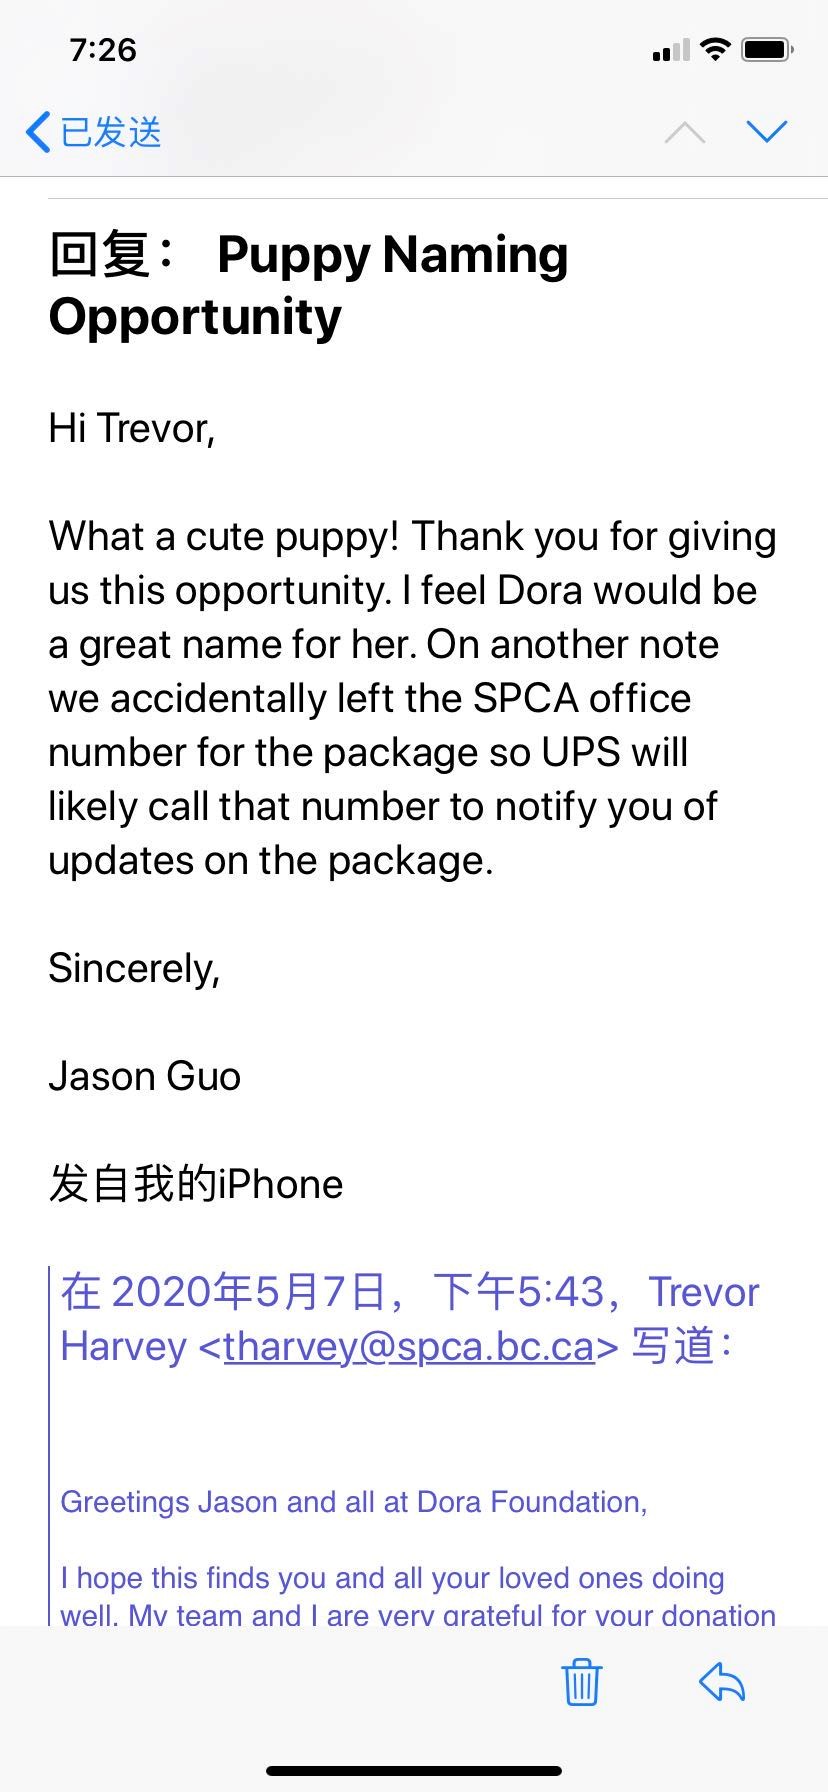 7:26
已发送
回复： Puppy Naming
Opportunity
Hi Trevor,
What a cute puppy! Thank you for giving
us this opportunity. I feel Dora would be
a great name for her. On another note
we accidentally left the SPCA office
number for the package so UPS will
likely call that number to notify you of
updates on the package.
Sincerely,
Jason Guo
发自我的iPhone
在 2020年5月7日，下午5:43，Trevor
Harvey <tharvey@spca.bc.ca> 写道：
Greetings Jason and all at Dora Foundation,
I hope this finds you and all your loved ones doing
well. My team and I are very grateful for your donation